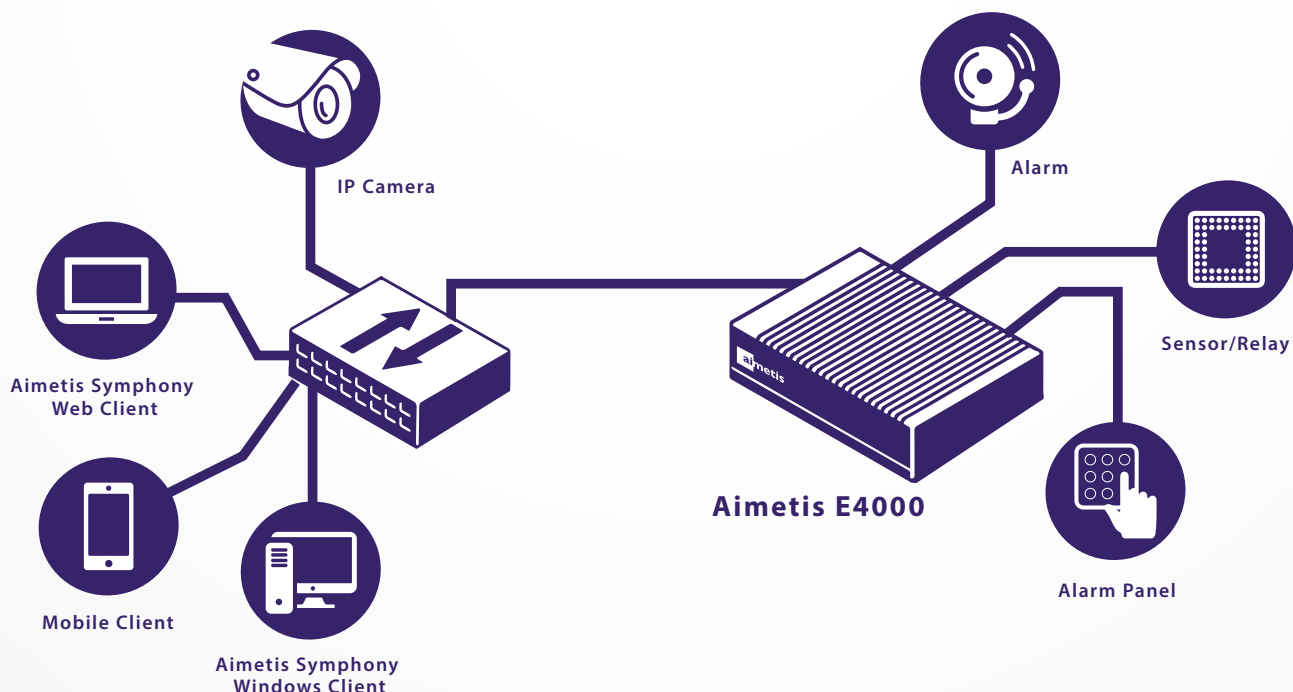 IP Camera
Alarm
Aimetis Symphony
Web Client
Sensor/Relay
aimetis
Aimetis E4000
Mobile Client
Alarm Panel
Aimetis Symphony
Windows Client